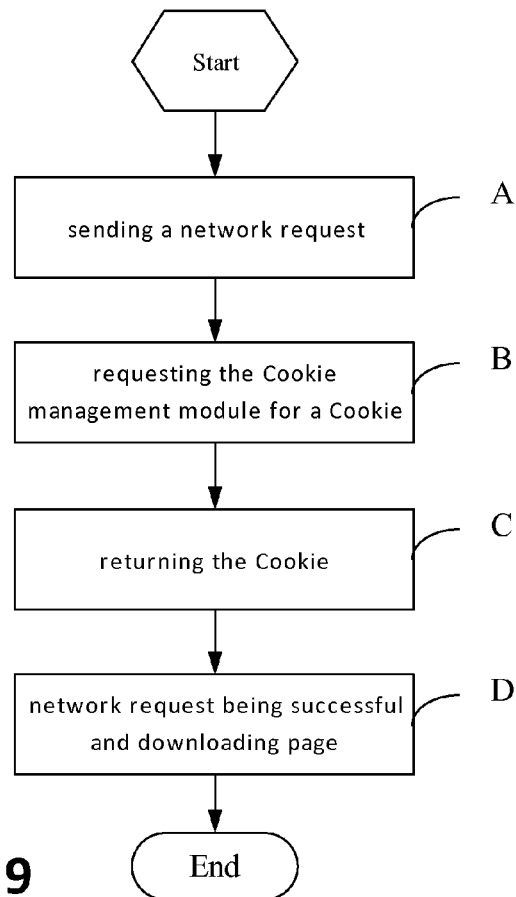 Start
sending a network request
A
requesting the Cookie
management module for a Cookie
B
returning the Cookie
C
network request being successful
and downloading page
D
End
9